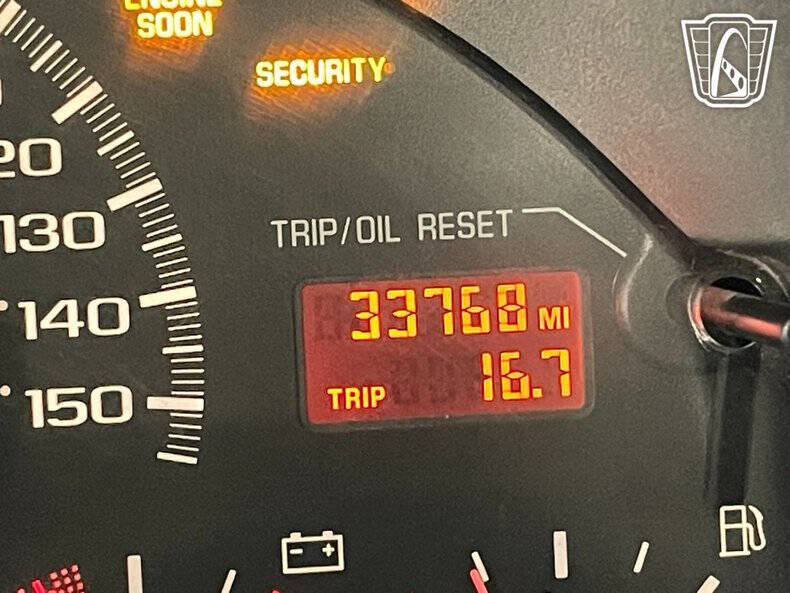 ENGINE
SOON
SECURITY
20
130
TRIP/OIL RESET
140
33768 MI
TRIP 16.7
150
- +